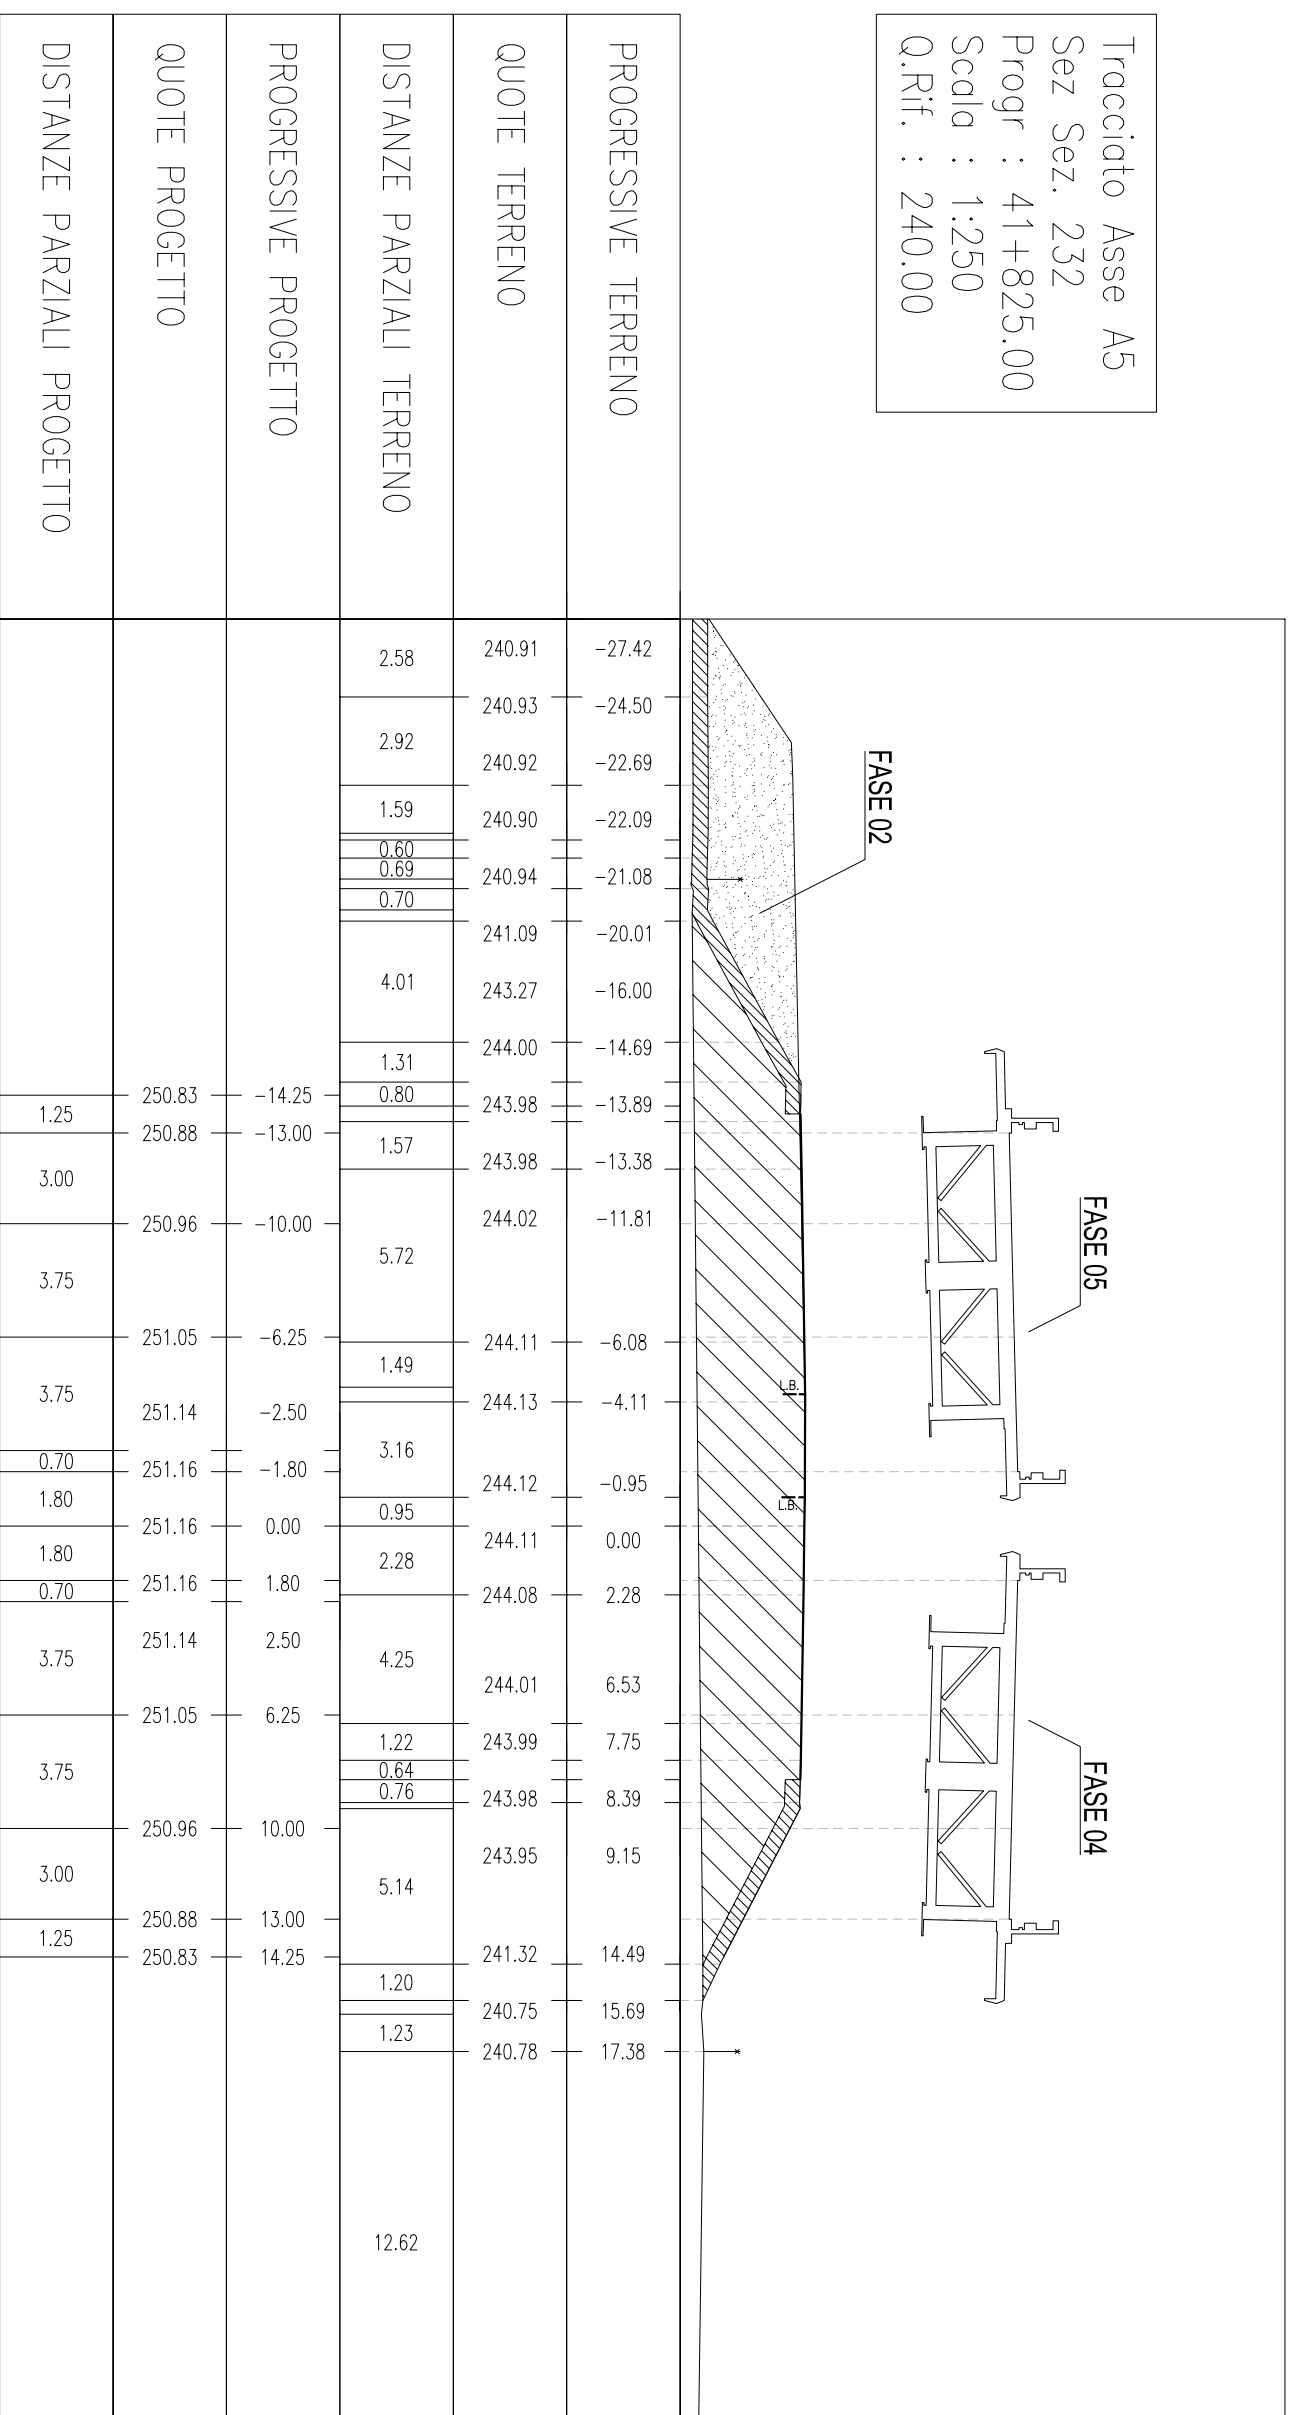 Tracciato Asse A5
Sez Sez. 232
Progr : 41+825.00
Scala : 1:250
Q.Rif. : 240.00
FASE 02
FASE 05
FASE 04
L.B.
L.B.
PROGRESSIVE TERRENO
-27.42 -24.50 -22.69 -22.09 -21.08 -20.01 -16.00 -14.69 -13.89 -13.38 -11.81 -6.08 -4.11 -0.95 0.00 2.28 6.53 7.75 8.39 9.15 14.49 15.69 17.38
QUOTE TERRENO
240.91 240.93 240.92 240.90 240.94 241.09 243.27 244.00 243.98 243.98 244.02 244.11 244.13 244.12 244.11 244.08 244.01 243.99 243.98 243.95 241.32 240.75 240.78
DISTANZE PARZIALI TERRENO
2.58 2.92 1.59 0.60 0.69 0.70 4.01 1.31 0.80 1.57 5.72 1.49 3.16 0.95 2.28 4.25 1.22 0.64 0.76 5.14 1.20 1.23 12.62
PROGRESSIVE PROGETTO
-14.25 -13.00 -10.00 -6.25 -2.50 -1.80 0.00 1.80 2.50 6.25 10.00 13.00 14.25
QUOTE PROGETTO
250.83 250.88 250.96 251.05 251.14 251.16 251.16 251.16 251.14 251.05 250.96 250.88 250.83
DISTANZE PARZIALI PROGETTO
1.25 3.00 3.75 3.75 0.70 1.80 1.80 0.70 3.75 3.75 3.00 1.25